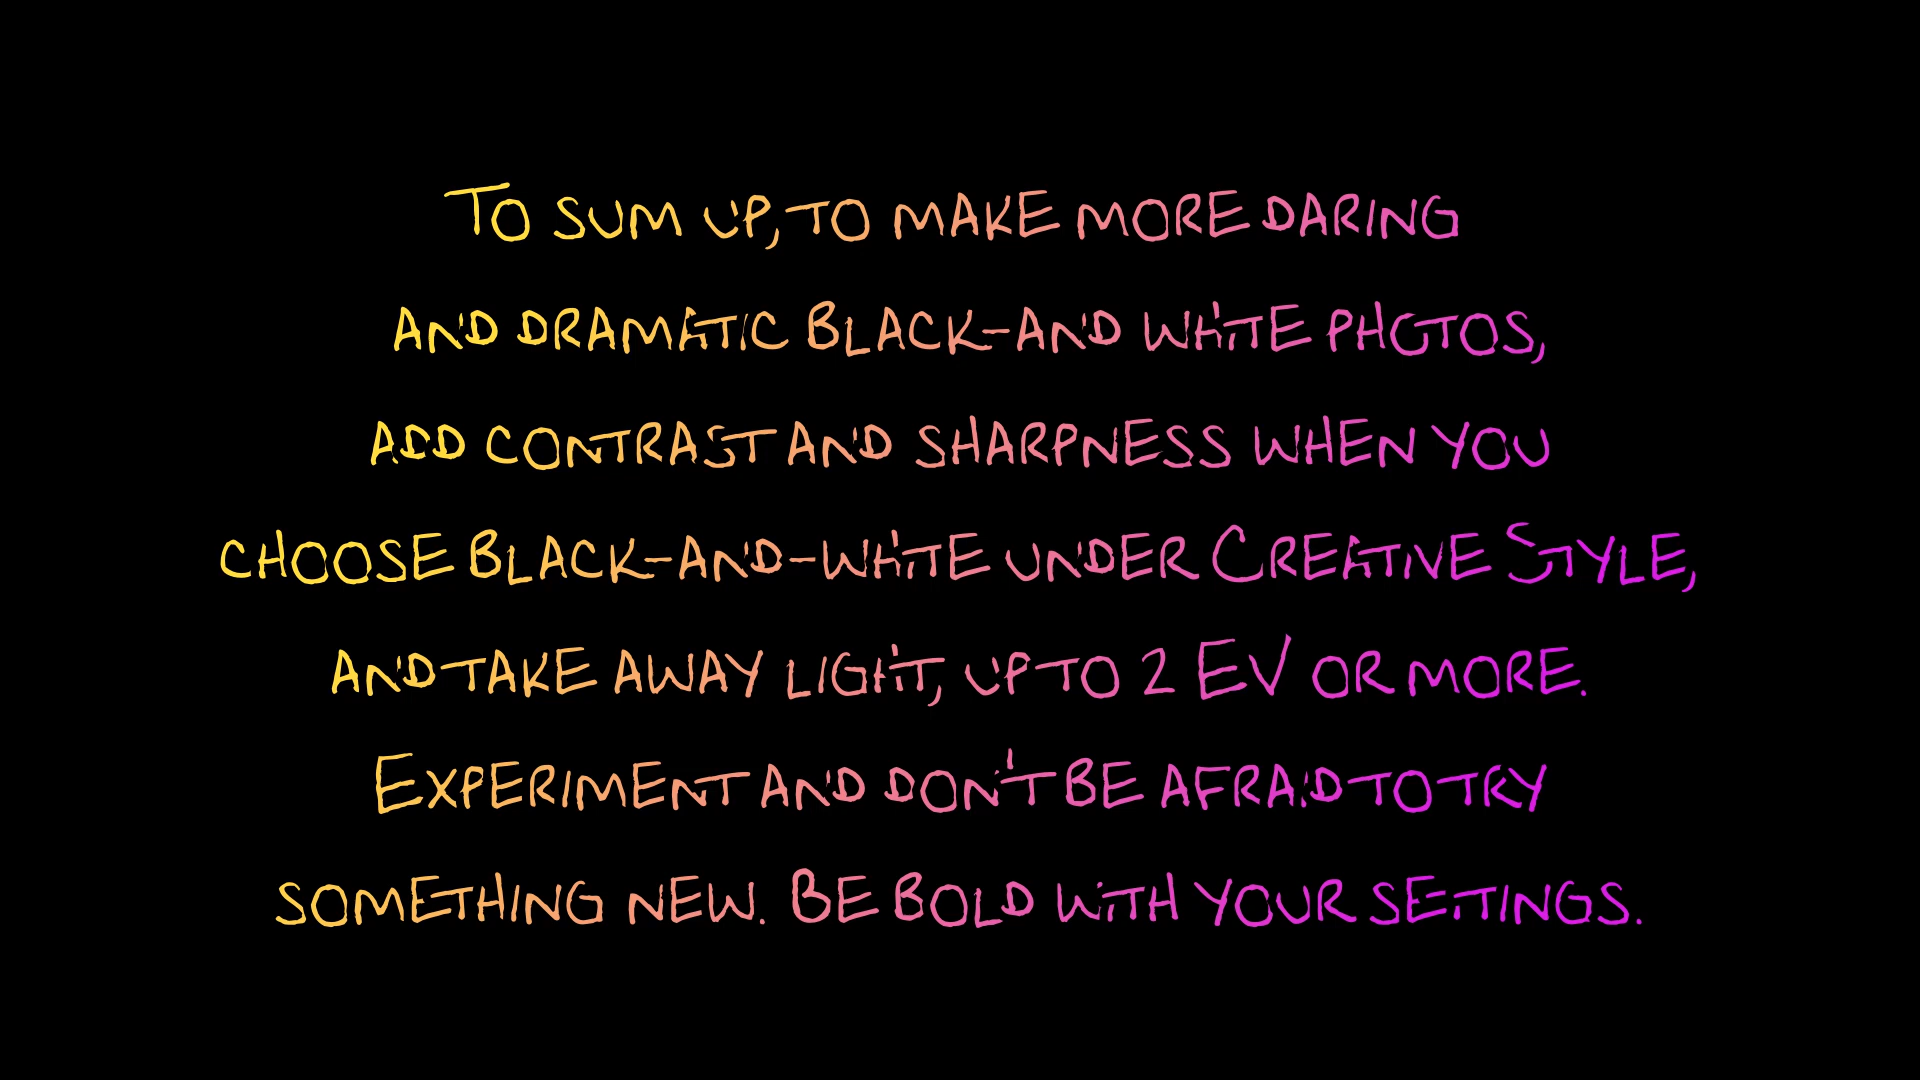 To sum up, to make more daring
and dramatic Black-and white photos,
add contrast and sharpness when you
choose Black-and-white under Creative Style,
and take away light, up to 2 EV or more.
Experiment and don't be afraid to try
something new. Be bold with your settings.